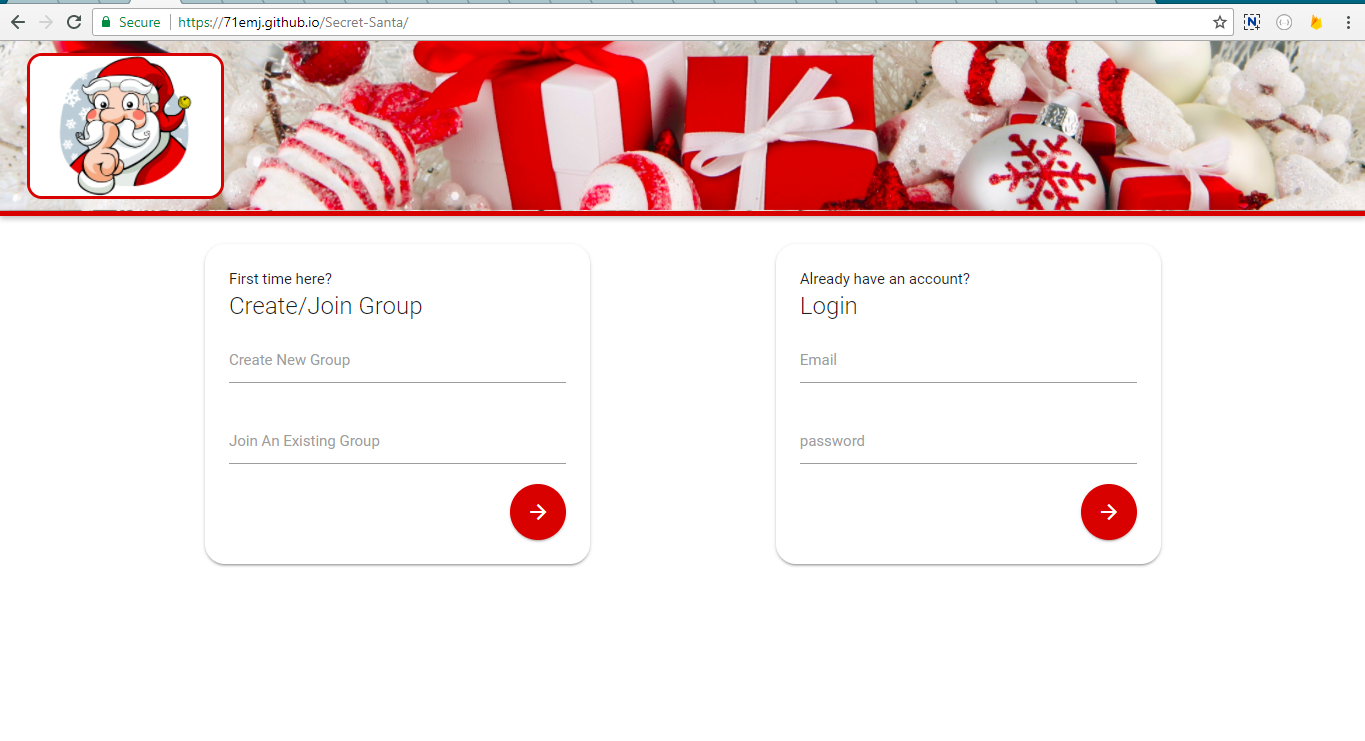 Secure
https://71emj.github.io/Secret-Santa/
First time here?
Create/Join Group
Create New Group
Join An Existing Group
Already have an account?
Login
Email
password